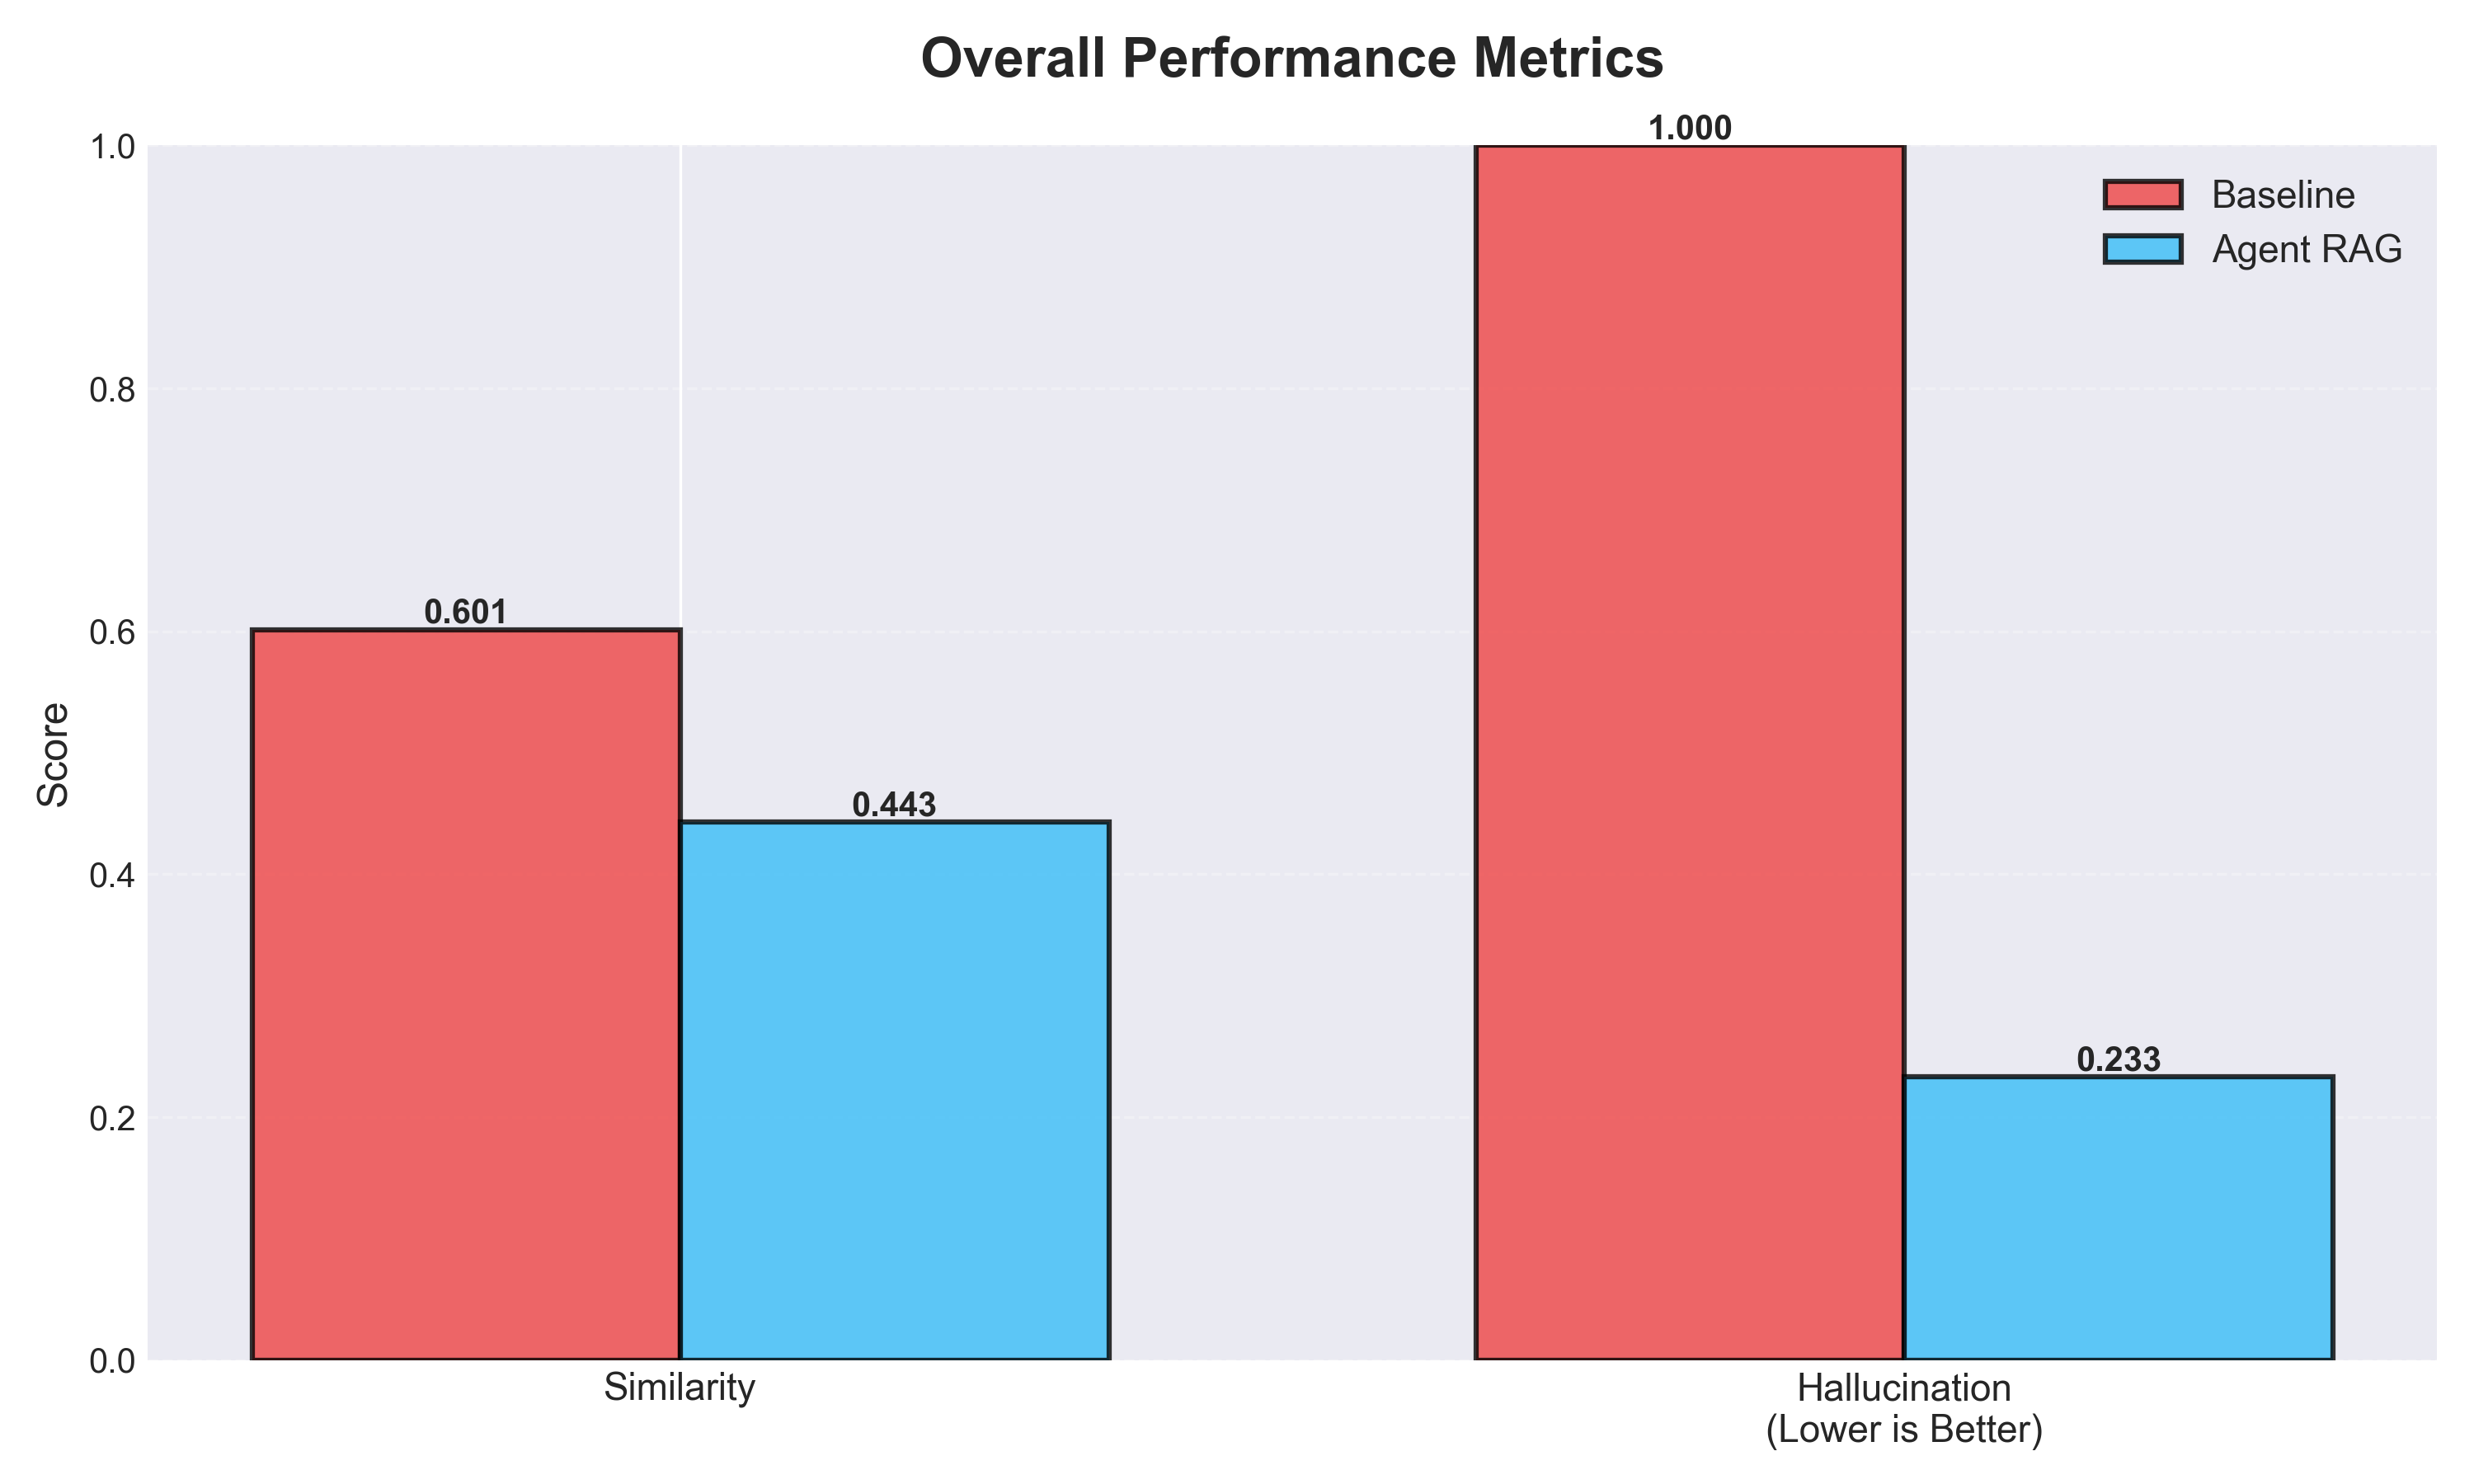 Overall Performance Metrics
1.000
1.0
Baseline
Agent RAG
0.8
0.601
0.6
Score
0.443
0.4
0.233
0.2
0.0
Similarity
Hallucination
(Lower is Better)